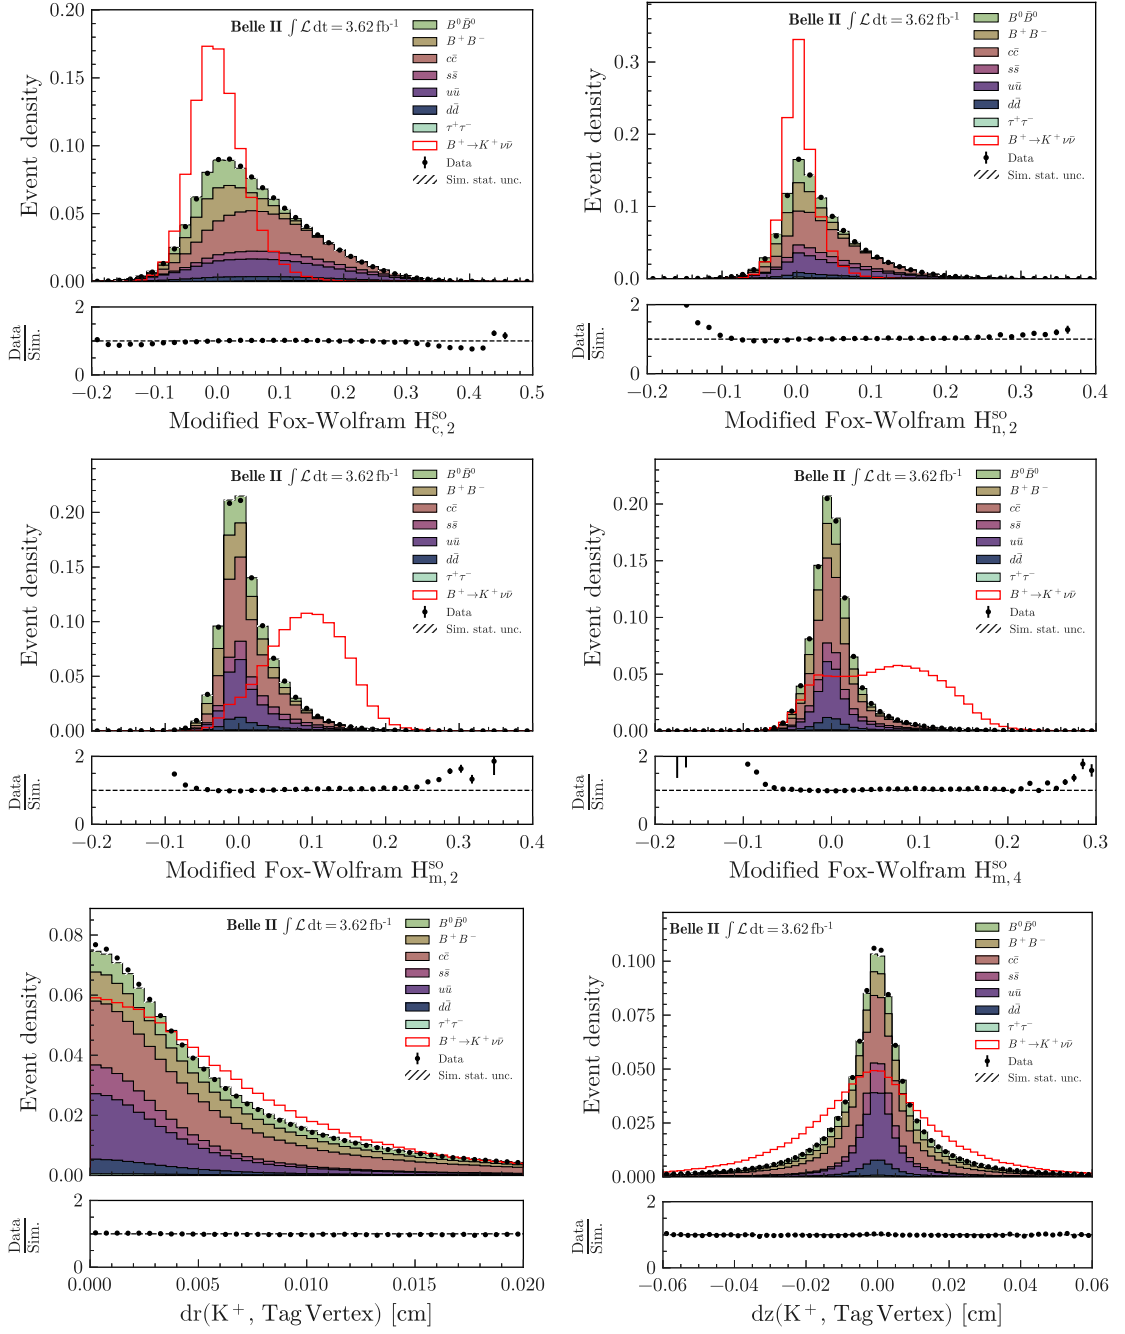 Belle II ∫ ℒ dt = 3.62 fb⁻¹
B⁰B̄⁰
B⁺B⁻
cc̄
ss̄
uū
dd̄
τ⁺τ⁻
B⁺→K⁺νν̄
Data
Sim. stat. unc.
Event density
0.20
0.15
0.10
0.05
0.00
Data
Sim.
2
0
−0.2 −0.1 0.0 0.1 0.2 0.3 0.4 0.5
Modified Fox-Wolfram H^so_c,2
Belle II ∫ ℒ dt = 3.62 fb⁻¹
B⁰B̄⁰
B⁺B⁻
cc̄
ss̄
uū
dd̄
τ⁺τ⁻
B⁺→K⁺νν̄
Data
Sim. stat. unc.
Event density
0.3
0.2
0.1
0.0
Data
Sim.
2
0
−0.2 −0.1 0.0 0.1 0.2 0.3 0.4
Modified Fox-Wolfram H^so_n,2
Belle II ∫ ℒ dt = 3.62 fb⁻¹
B⁰B̄⁰
B⁺B⁻
cc̄
ss̄
uū
dd̄
τ⁺τ⁻
B⁺→K⁺νν̄
Data
Sim. stat. unc.
Event density
0.20
0.15
0.10
0.05
0.00
Data
Sim.
2
0
−0.2 −0.1 0.0 0.1 0.2 0.3 0.4
Modified Fox-Wolfram H^so_m,2
Belle II ∫ ℒ dt = 3.62 fb⁻¹
B⁰B̄⁰
B⁺B⁻
cc̄
ss̄
uū
dd̄
τ⁺τ⁻
B⁺→K⁺νν̄
Data
Sim. stat. unc.
Event density
0.20
0.15
0.10
0.05
0.00
Data
Sim.
2
0
−0.2 −0.1 0.0 0.1 0.2 0.3
Modified Fox-Wolfram H^so_m,4
Belle II ∫ ℒ dt = 3.62 fb⁻¹
B⁰B̄⁰
B⁺B⁻
cc̄
ss̄
uū
dd̄
τ⁺τ⁻
B⁺→K⁺νν̄
Data
Sim. stat. unc.
Event density
0.08
0.06
0.04
0.02
0.00
Data
Sim.
2
0
0.000 0.005 0.010 0.015 0.020
dr(K⁺, Tag Vertex) [cm]
Belle II ∫ ℒ dt = 3.62 fb⁻¹
B⁰B̄⁰
B⁺B⁻
cc̄
ss̄
uū
dd̄
τ⁺τ⁻
B⁺→K⁺νν̄
Data
Sim. stat. unc.
Event density
0.100
0.075
0.050
0.025
0.000
Data
Sim.
2
0
−0.06 −0.04 −0.02 0.00 0.02 0.04 0.06
dz(K⁺, Tag Vertex) [cm]